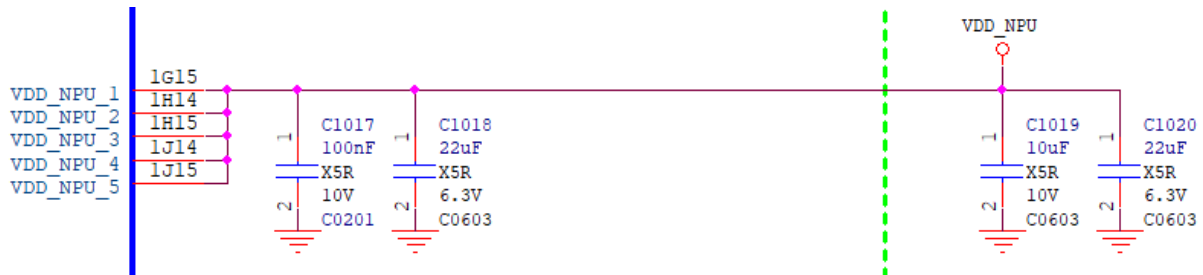 VDD_NPU
1G15
VDD_NPU_1
1H14
VDD_NPU_2
1H15
VDD_NPU_3
1J14
VDD_NPU_4
1J15
VDD_NPU_5
1
C1017
100nF
X5R
10V
2
C0201
1
C1018
22uF
X5R
6.3V
2
C0603
1
C1019
10uF
X5R
10V
2
C0603
1
C1020
22uF
X5R
6.3V
2
C0603